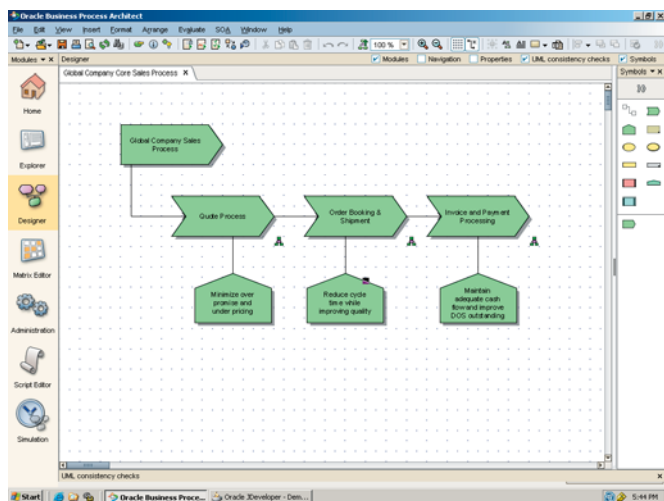 Oracle Business Process Architect
File Edit View Insert Format Arrange Evaluate SOA Window Help
100 %
Modules Designer Modules Navigation Properties UML consistency checks Symbols
Global Company Core Sales Process Symbols
Home
Explorer
Designer
Matrix Editor
Administration
Script Editor
Simulation
Global Company Sales
Process
Quote Process
Order Booking &
Shipment
Invoice and Payment
Processing
Minimize over
promise and
under pricing
Reduce cycle
time while
improving quality
Maintain
adequate cash
flow and improve
DOS outstanding
UML consistency checks
Start Oracle Business Proce... Oracle JDeveloper - Dem... 5:44 PM